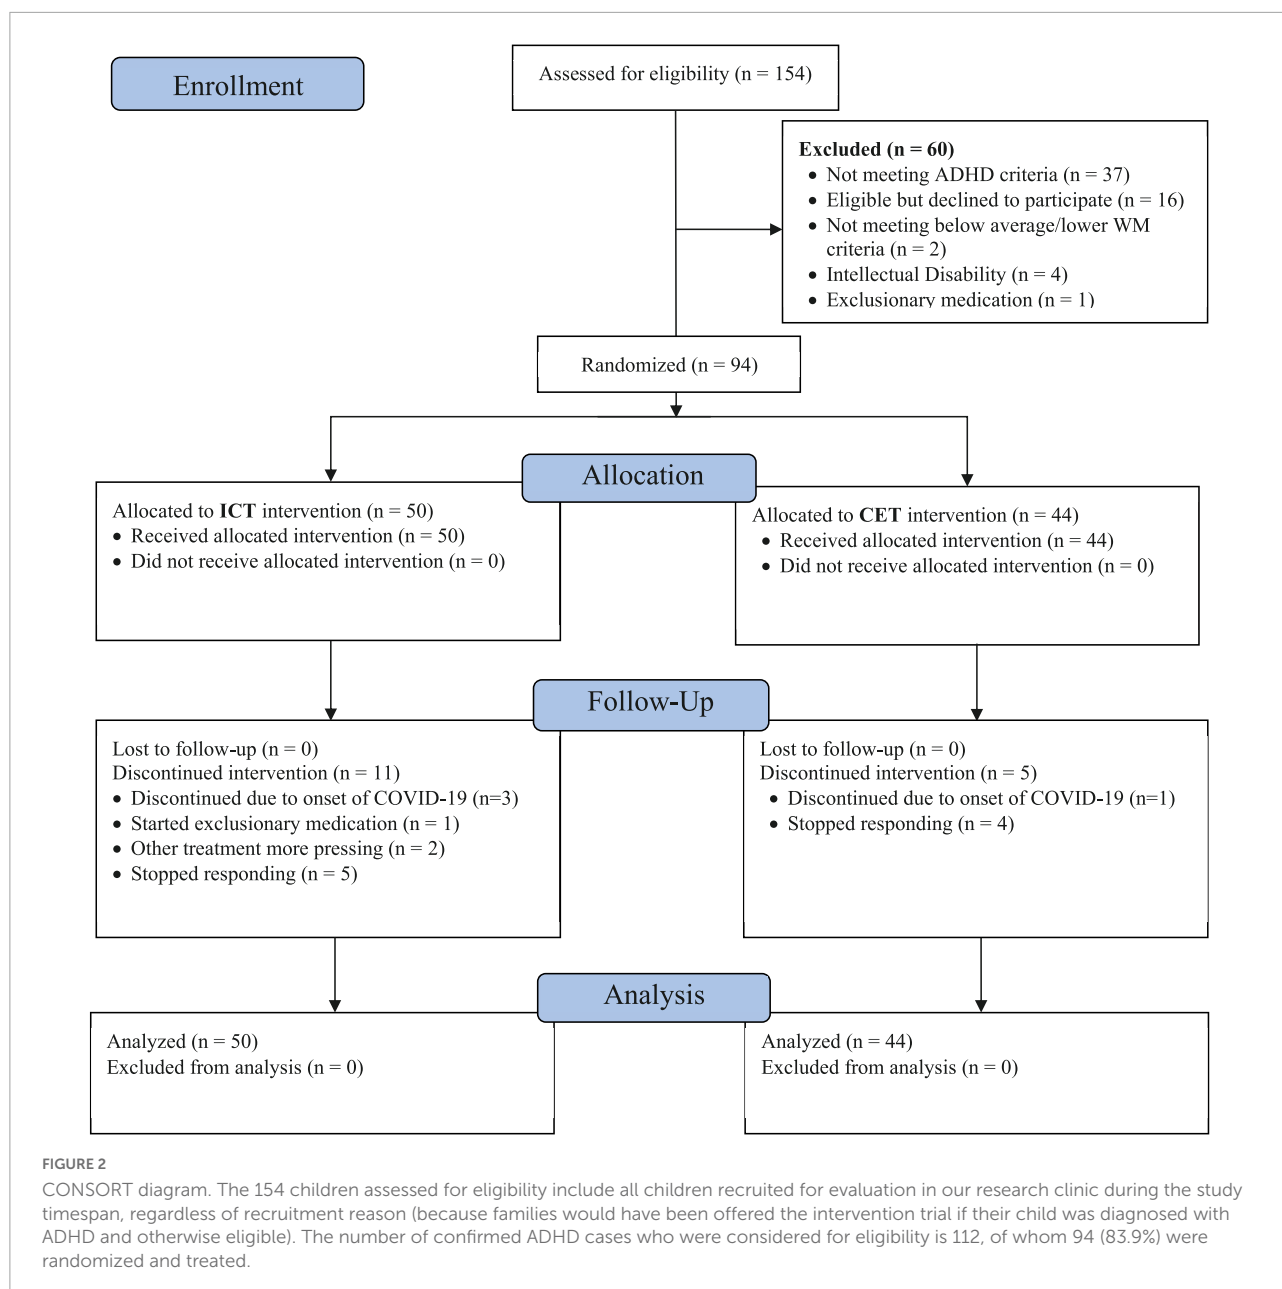 Enrollment
Assessed for eligibility (n = 154)
Excluded (n = 60)
• Not meeting ADHD criteria (n = 37)
• Eligible but declined to participate (n = 16)
• Not meeting below average/lower WM
criteria (n = 2)
• Intellectual Disability (n = 4)
• Exclusionary medication (n = 1)
Randomized (n = 94)
Allocation
Allocated to ICT intervention (n = 50)
• Received allocated intervention (n = 50)
• Did not receive allocated intervention (n = 0)
Allocated to CET intervention (n = 44)
• Received allocated intervention (n = 44)
• Did not receive allocated intervention (n = 0)
Follow-Up
Lost to follow-up (n = 0)
Discontinued intervention (n = 11)
• Discontinued due to onset of COVID-19 (n=3)
• Started exclusionary medication (n = 1)
• Other treatment more pressing (n = 2)
• Stopped responding (n = 5)
Lost to follow-up (n = 0)
Discontinued intervention (n = 5)
• Discontinued due to onset of COVID-19 (n=1)
• Stopped responding (n = 4)
Analysis
Analyzed (n = 50)
Excluded from analysis (n = 0)
Analyzed (n = 44)
Excluded from analysis (n = 0)
FIGURE 2
CONSORT diagram. The 154 children assessed for eligibility include all children recruited for evaluation in our research clinic during the study
timespan, regardless of recruitment reason (because families would have been offered the intervention trial if their child was diagnosed with
ADHD and otherwise eligible). The number of confirmed ADHD cases who were considered for eligibility is 112, of whom 94 (83.9%) were
randomized and treated.